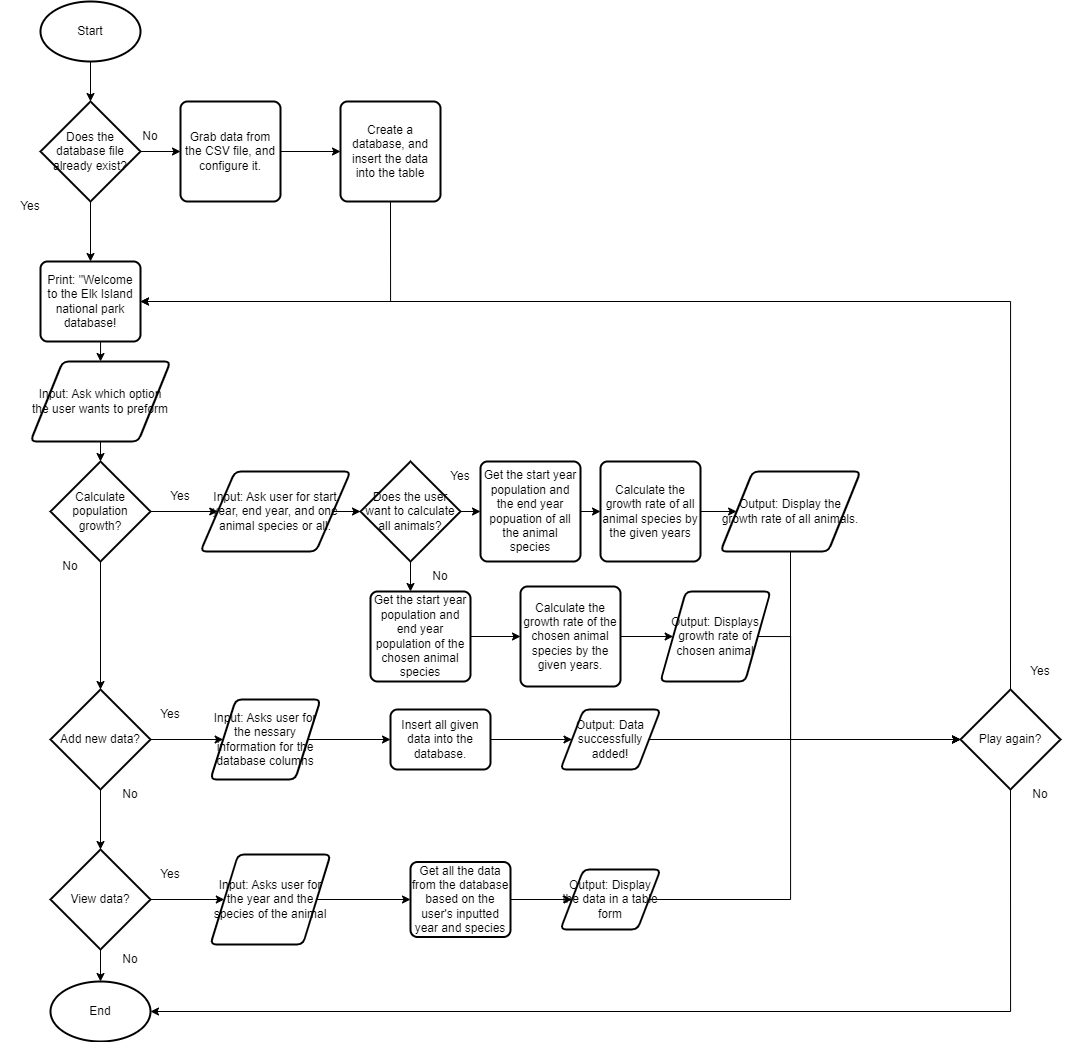 Start
Does the
database file
already exist?
No
Grab data from
the CSV file, and
configure it.
Create a
database, and
insert the data
into the table
Yes
Print: "Welcome
to the Elk Island
national park
database!
Input: Ask which option
the user wants to preform
Calculate
population
growth?
Yes
Input: Ask user for start
year, end year, and one
animal species or all.
Does the user
want to calculate
all animals?
Yes
Get the start year
population and
the end year
popuation of all
the animal
species
Calculate the
growth rate of all
animal species by
the given years
Output: Display the
growth rate of all animals.
No
No
Get the start year
population and
end year
population of the
chosen animal
species
Calculate the
growth rate of the
chosen animal
species by the
given years.
Output: Displays
growth rate of
chosen animal
Yes
Add new data?
Yes
Input: Asks user for
the nessary
information for the
database columns
Insert all given
data into the
database.
Output: Data
successfully
added!
Play again?
No
No
View data?
Yes
Input: Asks user for
the year and the
species of the animal
Get all the data
from the database
based on the
user's inputted
year and species
Output: Display
the data in a table
form
No
End